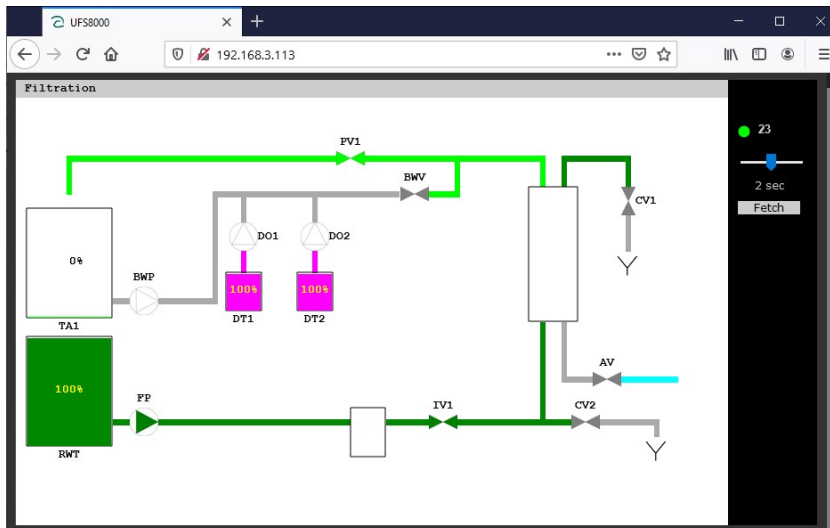 UFS8000
192.168.3.113
Filtration
23
PV1
BWV
CV1
2 sec
Fetch
DO1
DO2
0%
BWP
100%
100%
TA1
DT1
DT2
AV
100%
FP
IV1
CV2
RWT